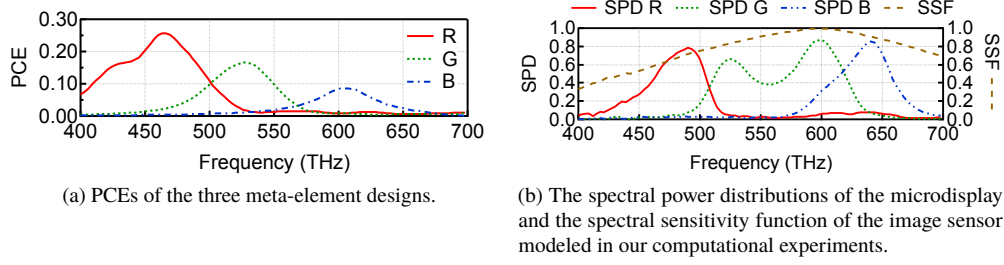 0.30
0.20
0.10
0.00
PCE
R
G
B
400 450 500 550 600 650 700
Frequency (THz)
(a) PCEs of the three meta-element designs.
SPD R SPD G SPD B SSF
1.0
0.8
0.6
0.4
0.2
0.0
SPD
1.0
0.8
0.6
0.4
0.2
0.0
SSF
400 450 500 550 600 650 700
Frequency (THz)
(b) The spectral power distributions of the microdisplay
and the spectral sensitivity function of the image sensor
modeled in our computational experiments.